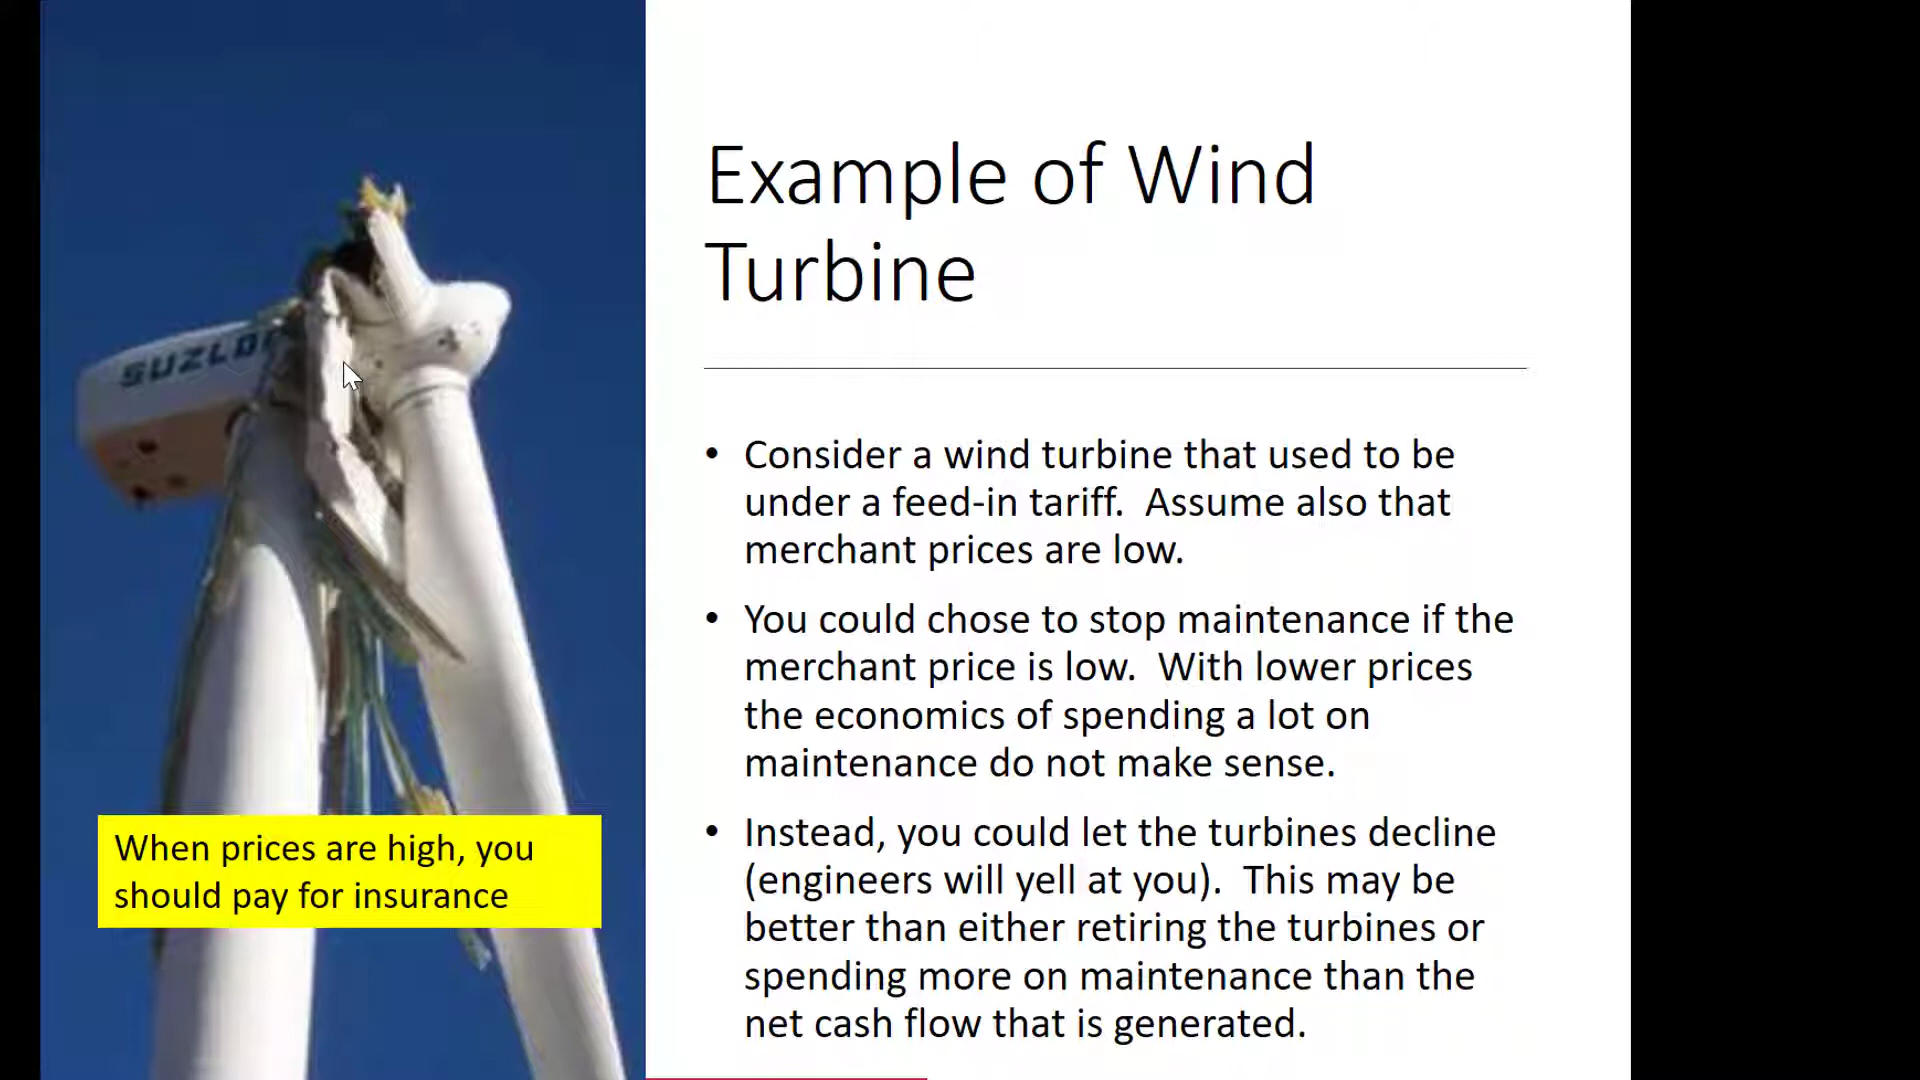 SUZLO
When prices are high, you
should pay for insurance
Example of Wind
Turbine
• Consider a wind turbine that used to be
under a feed-in tariff. Assume also that
merchant prices are low.
• You could chose to stop maintenance if the
merchant price is low. With lower prices
the economics of spending a lot on
maintenance do not make sense.
• Instead, you could let the turbines decline
(engineers will yell at you). This may be
better than either retiring the turbines or
spending more on maintenance than the
net cash flow that is generated.